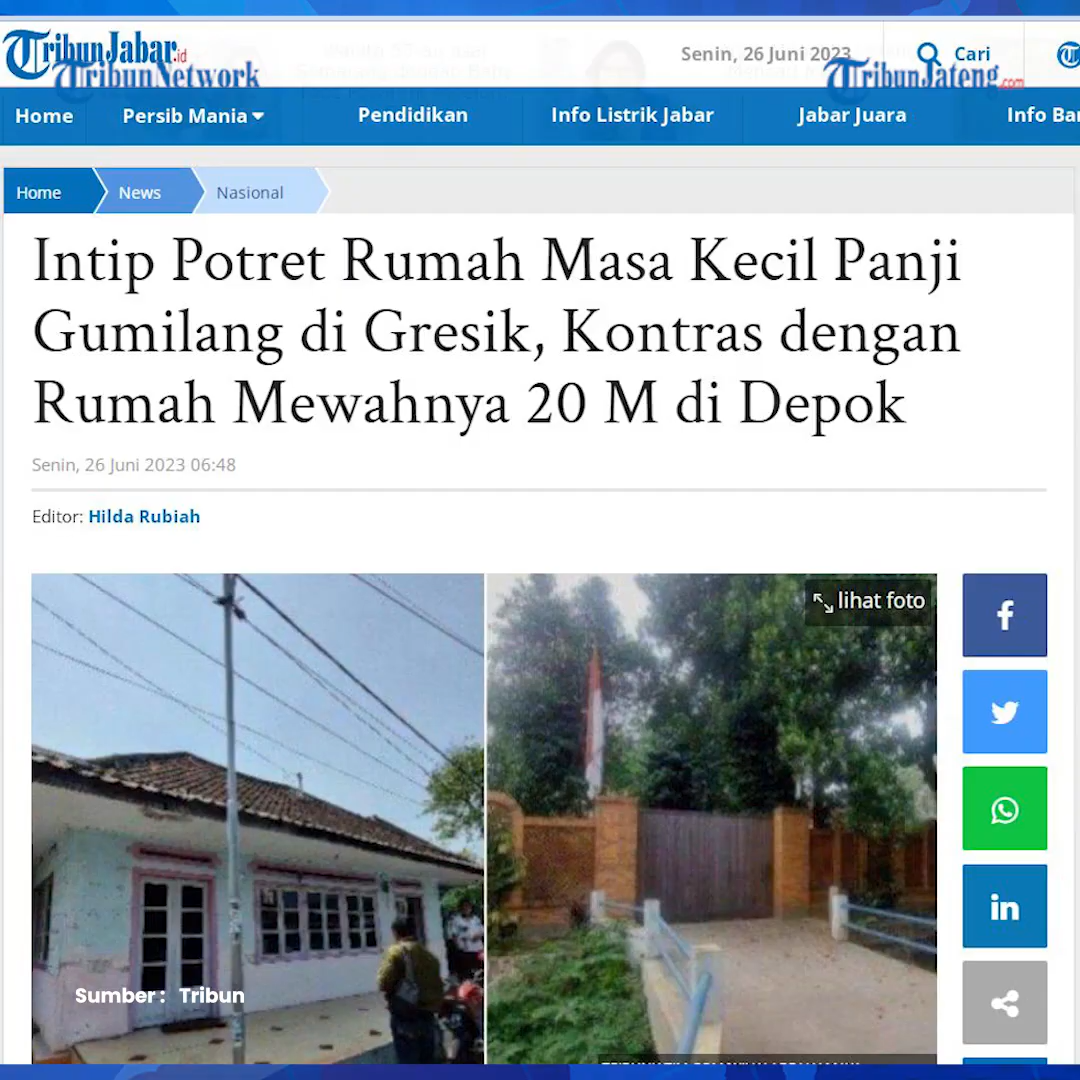 TribunJabar.id
TribunNetwork
Senin, 26 Juni 2023
Cari
TribunJateng.com
Home
Persib Mania
Pendidikan
Info Listrik Jabar
Jabar Juara
Info Ba
Home
News
Nasional
Intip Potret Rumah Masa Kecil Panji
Gumilang di Gresik, Kontras dengan
Rumah Mewahnya 20 M di Depok
Senin, 26 Juni 2023 06:48
Editor: Hilda Rubiah
lihat foto
f
in
Sumber : Tribun